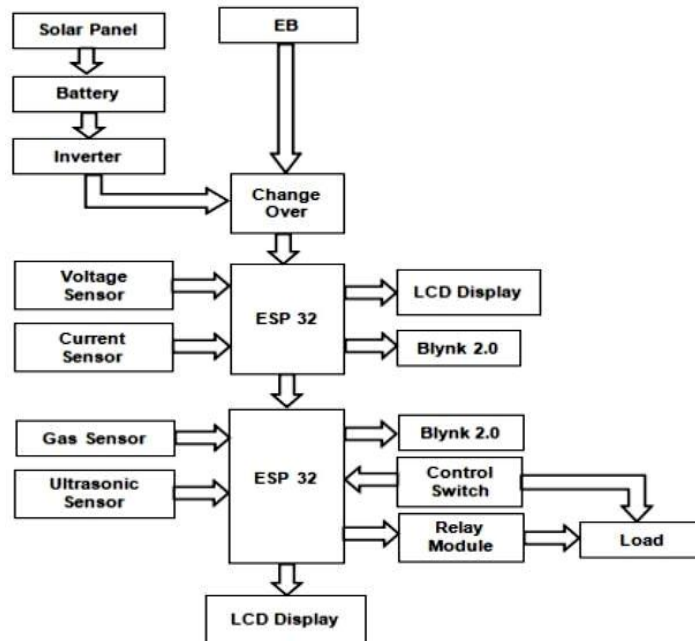 Solar Panel
EB
Battery
Inverter
Change
Over
Voltage
Sensor
ESP 32
LCD Display
Current
Sensor
Blynk 2.0
Gas Sensor
ESP 32
Blynk 2.0
Ultrasonic
Sensor
Control
Switch
Relay
Module
Load
LCD Display